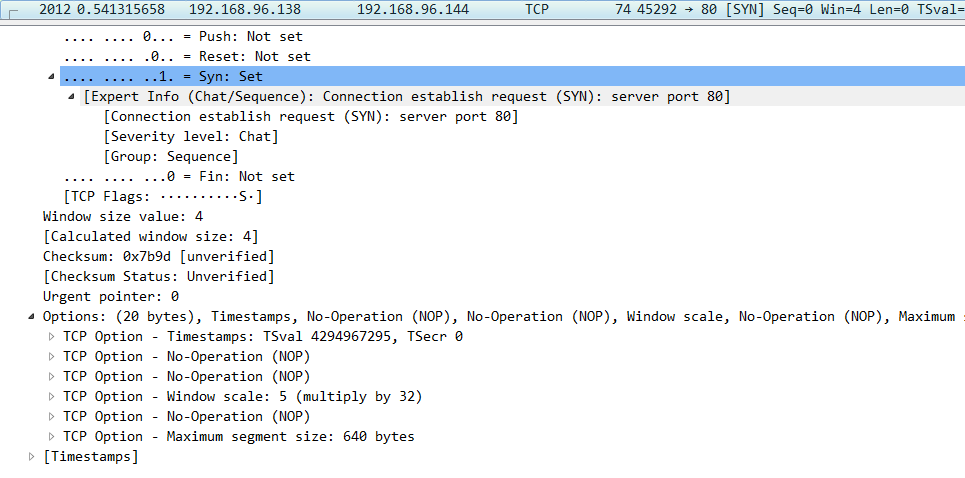 2012 0.541315658 192.168.96.138 192.168.96.144 TCP 74 45292 → 80 [SYN] Seq=0 Win=4 Len=0 TSval=
.... .... 0... = Push: Not set
.... .... .0.. = Reset: Not set
.... .... ..1. = Syn: Set
[Expert Info (Chat/Sequence): Connection establish request (SYN): server port 80]
[Connection establish request (SYN): server port 80]
[Severity level: Chat]
[Group: Sequence]
.... .... ...0 = Fin: Not set
[TCP Flags: ··········S·]
Window size value: 4
[Calculated window size: 4]
Checksum: 0x7b9d [unverified]
[Checksum Status: Unverified]
Urgent pointer: 0
Options: (20 bytes), Timestamps, No-Operation (NOP), No-Operation (NOP), Window scale, No-Operation (NOP), Maximum s
TCP Option - Timestamps: TSval 4294967295, TSecr 0
TCP Option - No-Operation (NOP)
TCP Option - No-Operation (NOP)
TCP Option - Window scale: 5 (multiply by 32)
TCP Option - No-Operation (NOP)
TCP Option - Maximum segment size: 640 bytes
[Timestamps]